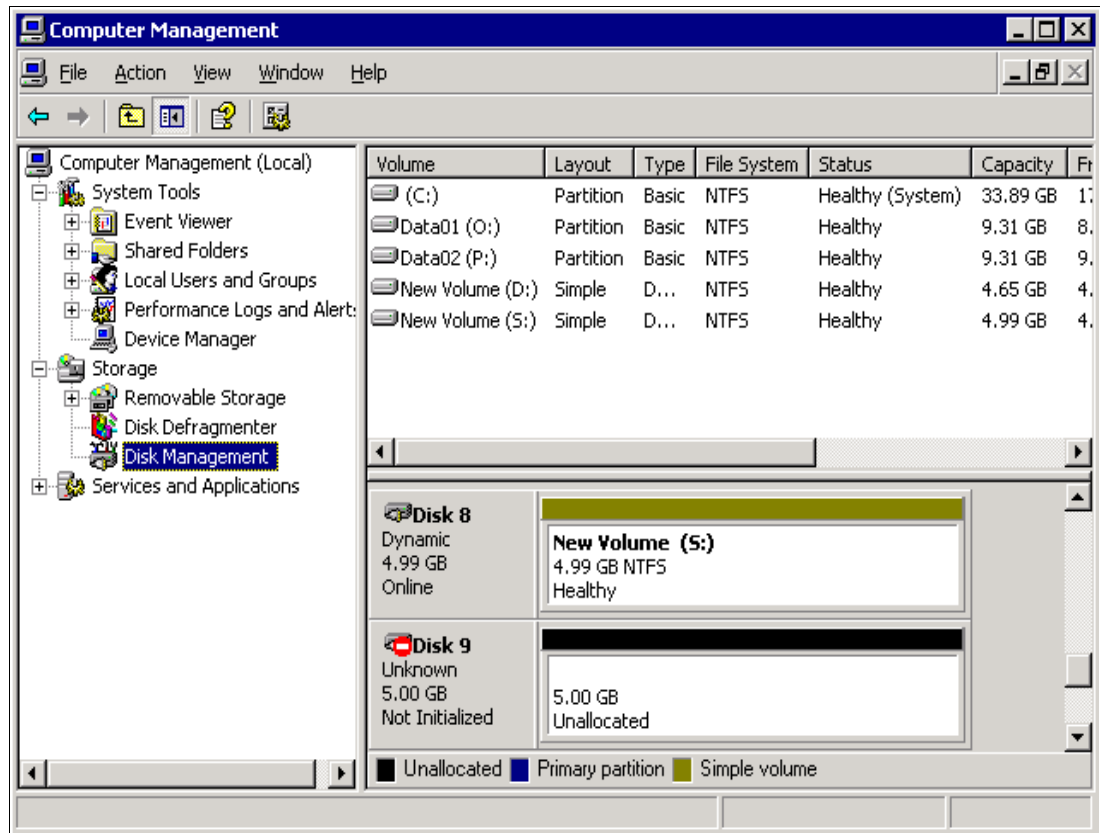 Computer Management
File Action View Window Help
Computer Management (Local)
System Tools
Event Viewer
Shared Folders
Local Users and Groups
Performance Logs and Alert
Device Manager
Storage
Removable Storage
Disk Defragmenter
Disk Management
Services and Applications
Volume Layout Type File System Status Capacity Fr
(C:) Partition Basic NTFS Healthy (System) 33.89 GB 17
Data01 (O:) Partition Basic NTFS Healthy 9.31 GB 8.
Data02 (P:) Partition Basic NTFS Healthy 9.31 GB 9.
New Volume (D:) Simple D... NTFS Healthy 4.65 GB 4.
New Volume (S:) Simple D... NTFS Healthy 4.99 GB 4.
Disk 8
Dynamic
4.99 GB
Online
New Volume (S:)
4.99 GB NTFS
Healthy
Disk 9
Unknown
5.00 GB
Not Initialized
5.00 GB
Unallocated
Unallocated Primary partition Simple volume